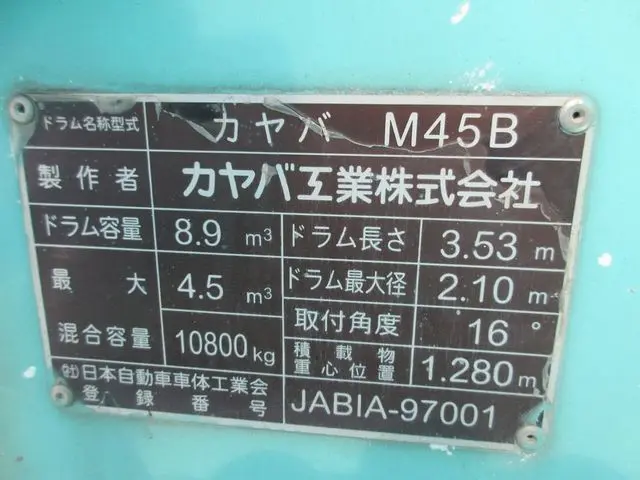 ドラム名称型式 カヤバ M45B
製作者 カヤバ工業株式会社
ドラム容量 8.9 m³ ドラム長さ 3.53 m
最大混合容量 4.5 m³ 10800kg ドラム最大径 2.10 m
取付角度 16°
積載物重心位置 1.280m
㈳日本自動車車体工業会
登録番号 JABIA-97001